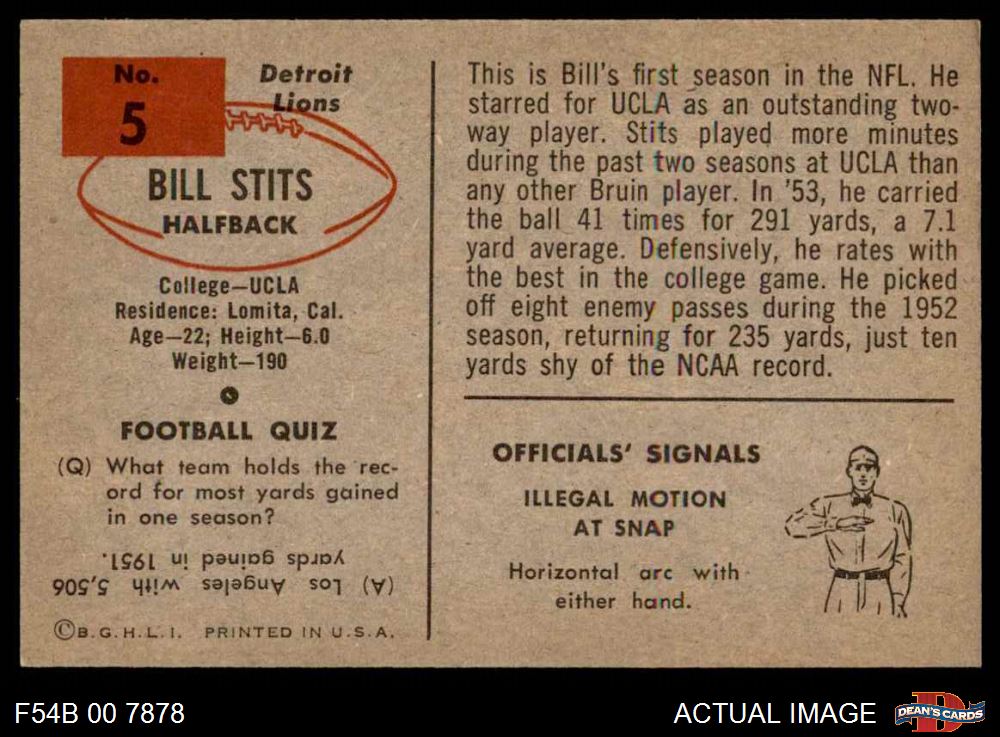 No.
5
Detroit
Lions
BILL STITS
HALFBACK
College—UCLA
Residence: Lomita, Cal.
Age—22; Height—6.0
Weight—190
FOOTBALL QUIZ
(Q) What team holds the rec-
ord for most yards gained
in one season?
(A) Los Angeles with 5,506
yards gained in 1951.
©B.G.H.L.I. PRINTED IN U.S.A.
This is Bill's first season in the NFL. He
starred for UCLA as an outstanding two-
way player. Stits played more minutes
during the past two seasons at UCLA than
any other Bruin player. In '53, he carried
the ball 41 times for 291 yards, a 7.1
yard average. Defensively, he rates with
the best in the college game. He picked
off eight enemy passes during the 1952
season, returning for 235 yards, just ten
yards shy of the NCAA record.
OFFICIALS' SIGNALS
ILLEGAL MOTION
AT SNAP
Horizontal arc with
either hand.
F54B 00 7878
ACTUAL IMAGE
DEAN'S CARDS